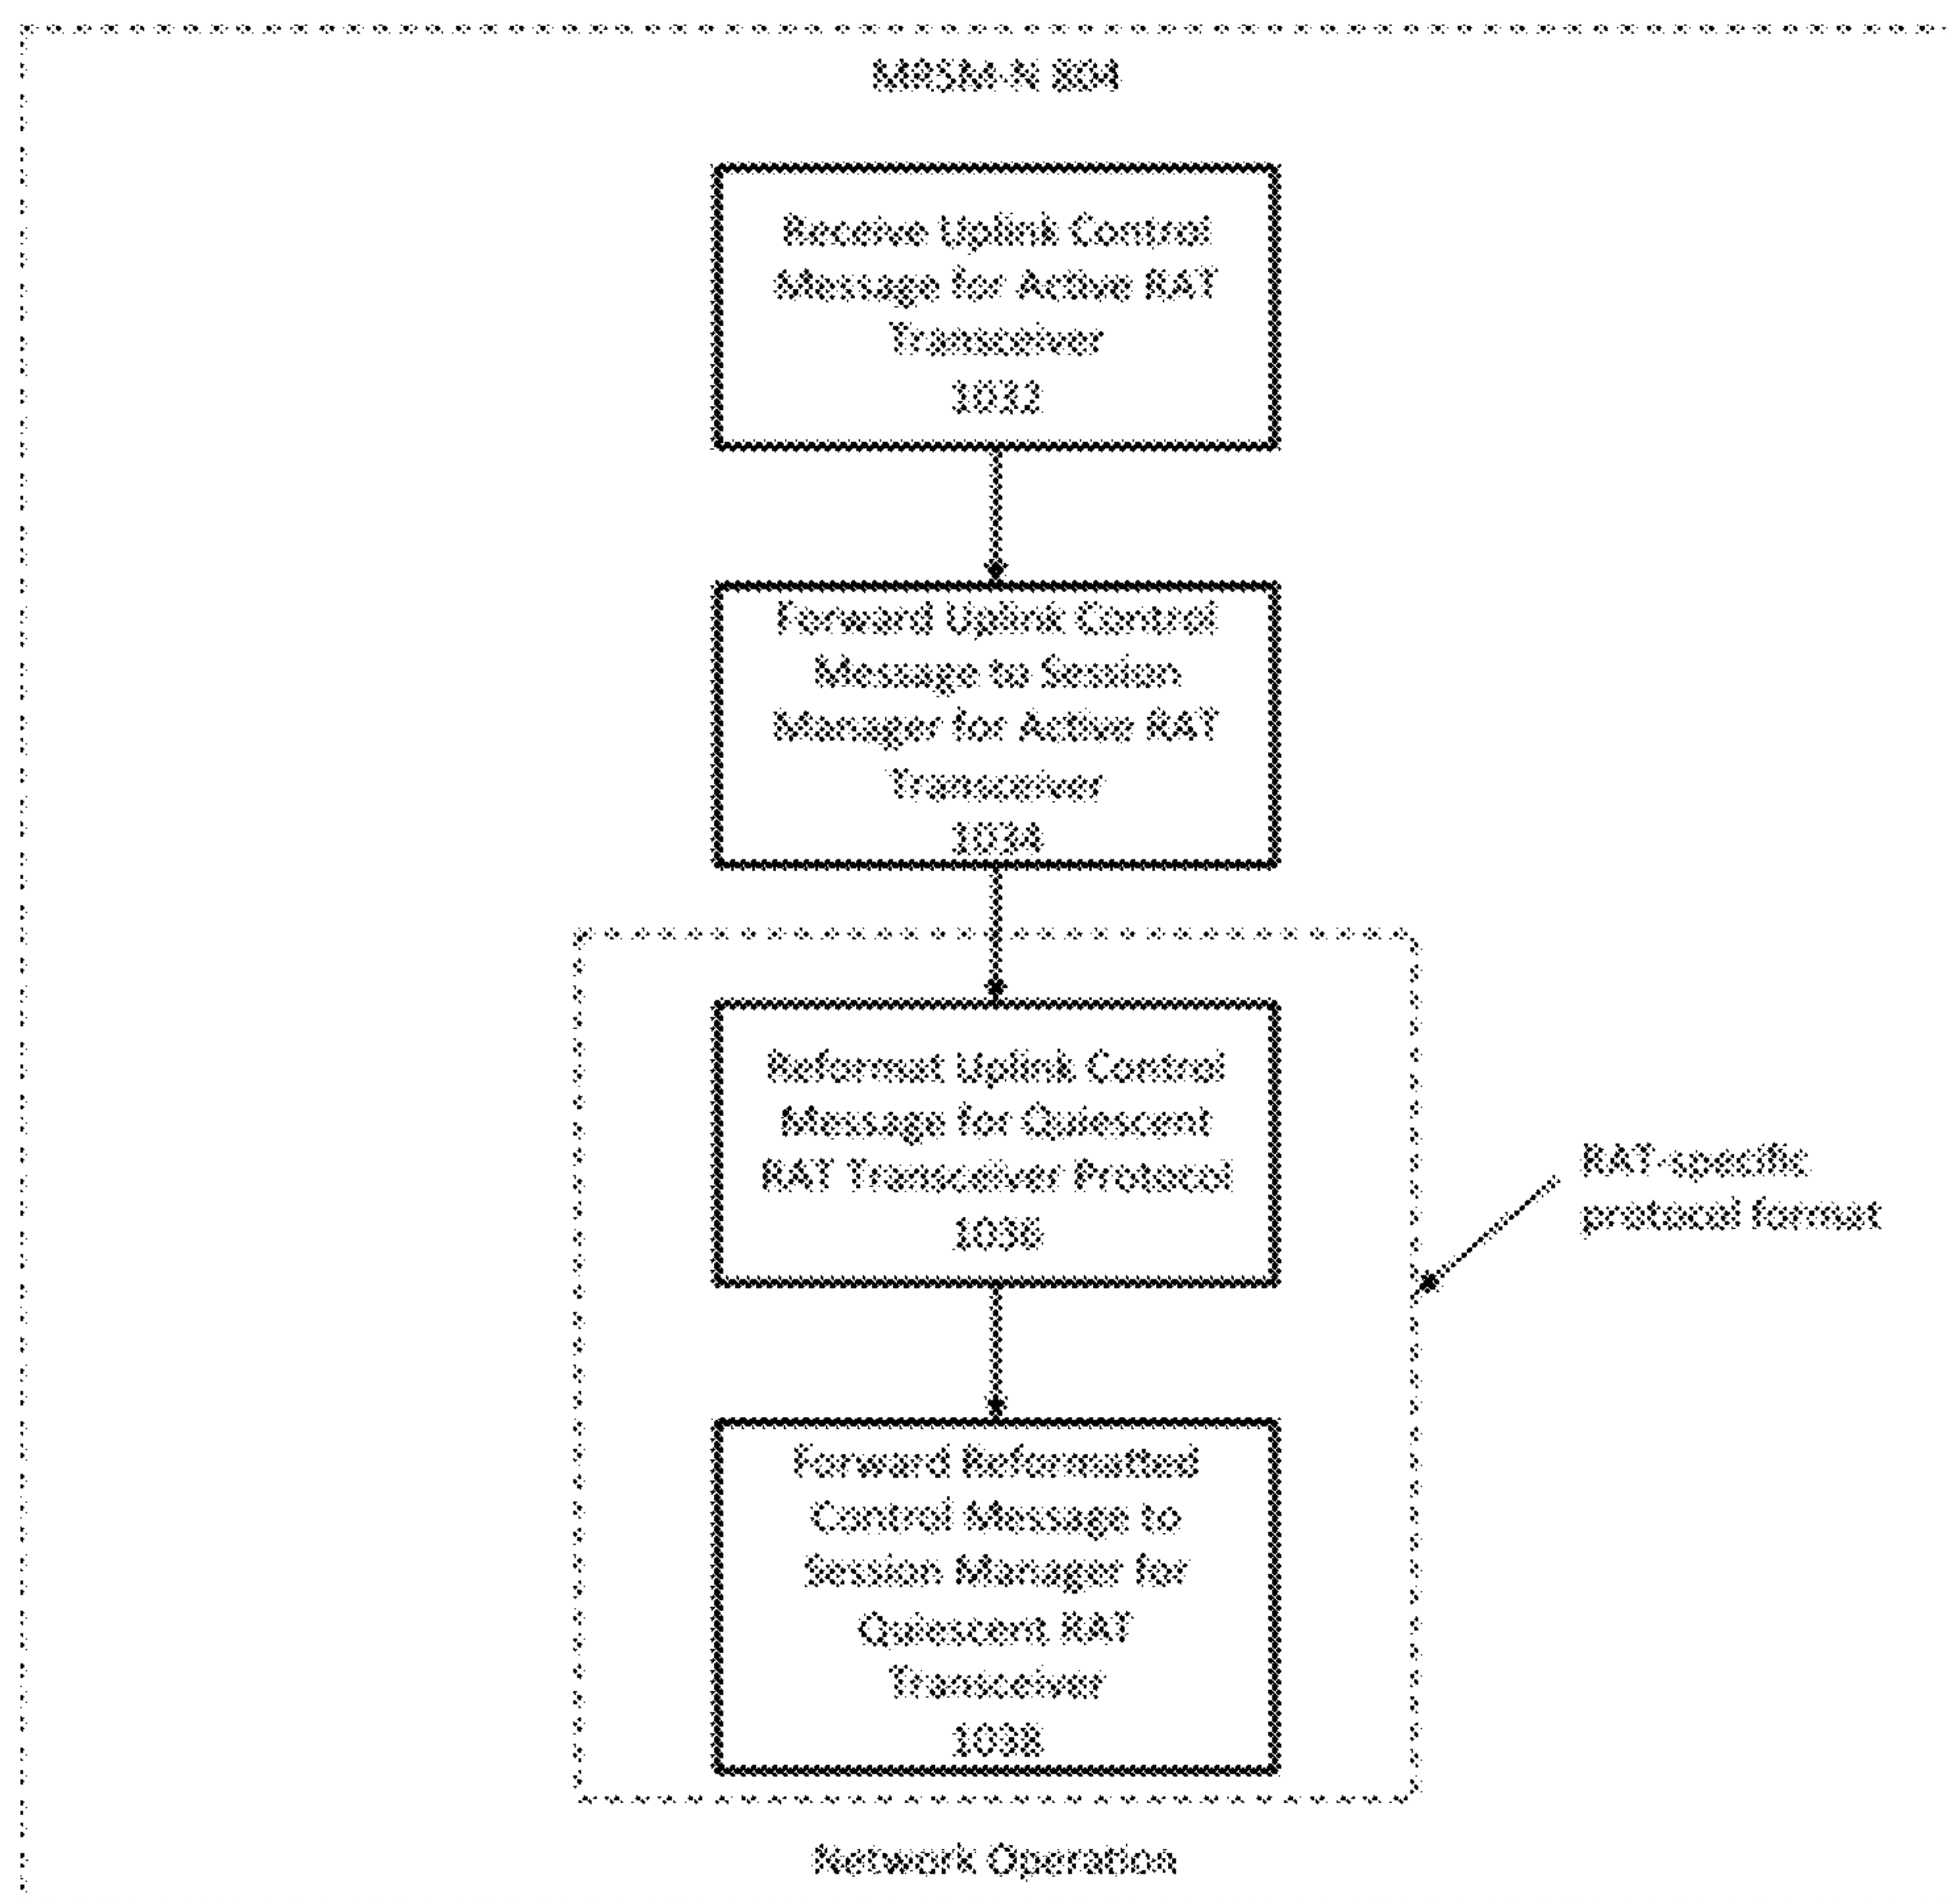 MRSM-N 804
Receive Uplink Control
Message for Active RAT
Transceiver
1032
Forward Uplink Control
Message to Session
Manager for Active RAT
Transceiver
1034
Reformat Uplink Control
Message for Quiescent
RAT Transceiver Protocol
1036
Forward Reformatted
Control Message to
Session Manager for
Quiescent RAT
Transceiver
1038
RAT-specific
protocol format
Network Operation